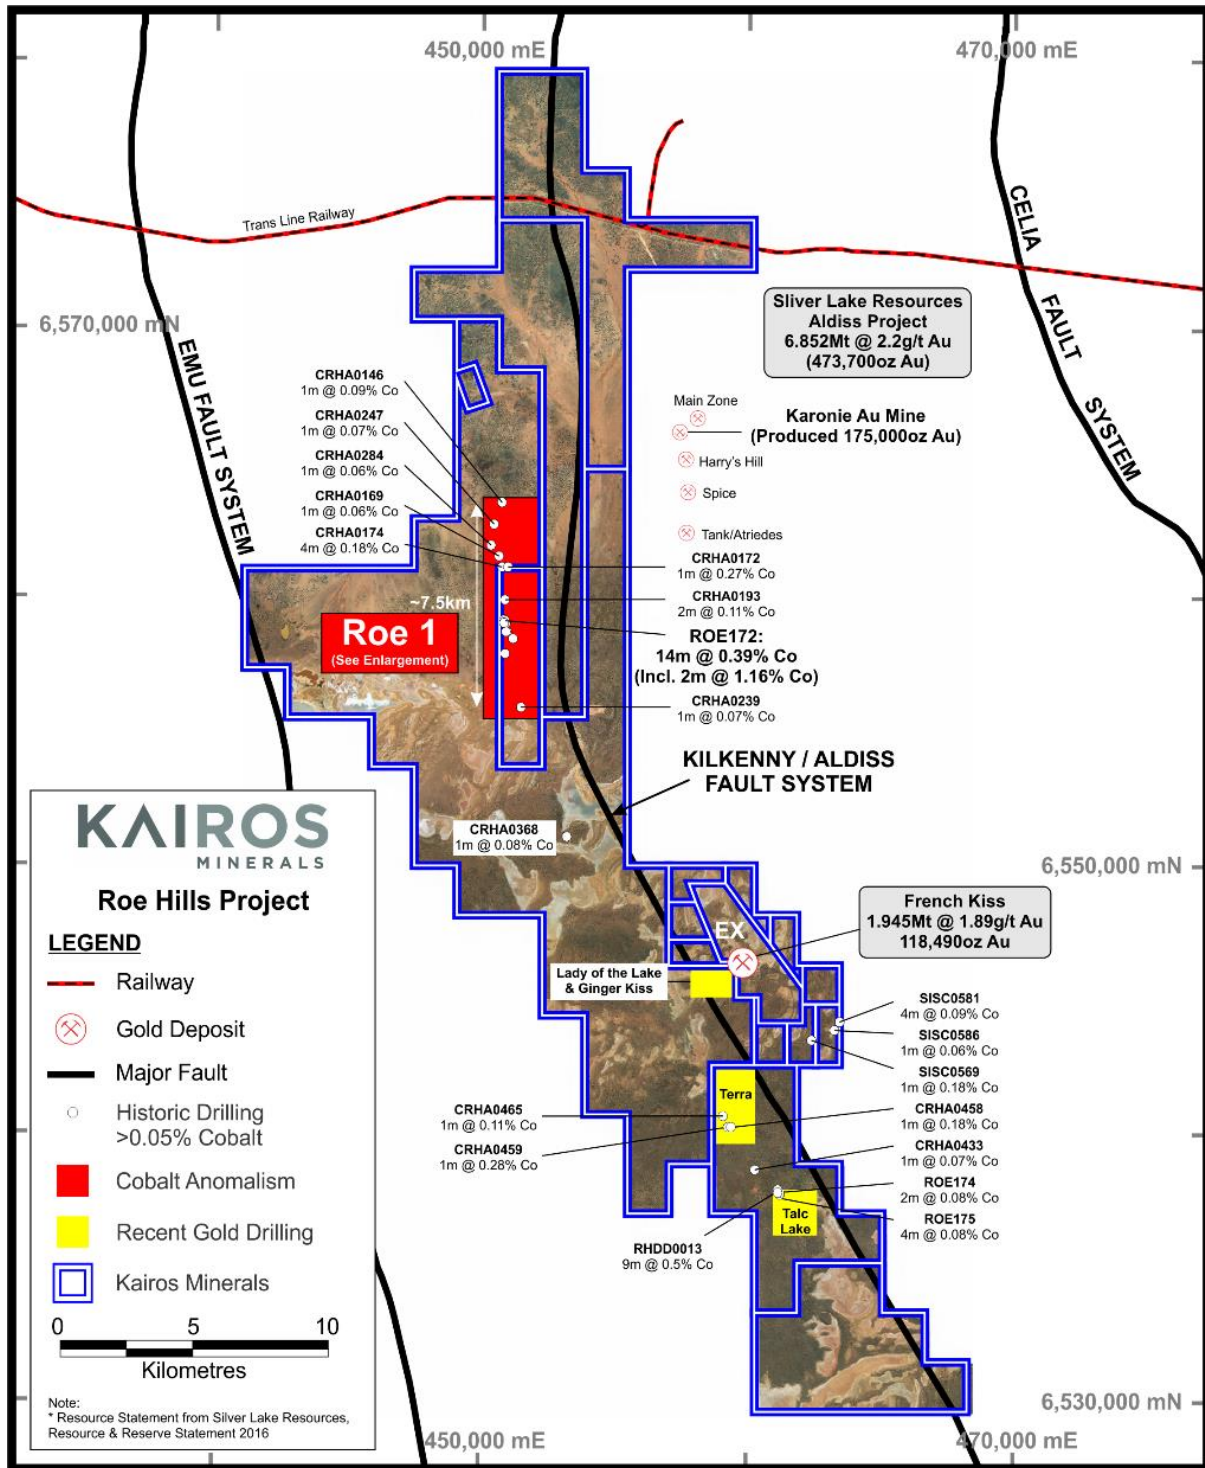 450,000 mE
470,000 mE
Trans Line Railway
CELIA FAULT SYSTEM
6,570,000 mN
EMU FAULT SYSTEM
Sliver Lake Resources
Aldiss Project
6.852Mt @ 2.2g/t Au
(473,700oz Au)
CRHA0146
1m @ 0.09% Co
CRHA0247
1m @ 0.07% Co
CRHA0284
1m @ 0.06% Co
CRHA0169
1m @ 0.06% Co
CRHA0174
4m @ 0.18% Co
Main Zone
Karonie Au Mine
(Produced 175,000oz Au)
Harry's Hill
Spice
Tank/Atriedes
CRHA0172
1m @ 0.27% Co
CRHA0193
2m @ 0.11% Co
ROE172:
14m @ 0.39% Co
(Incl. 2m @ 1.16% Co)
CRHA0239
1m @ 0.07% Co
~7.5km
Roe 1
(See Enlargement)
KILKENNY / ALDISS
FAULT SYSTEM
CRHA0368
1m @ 0.08% Co
6,550,000 mN
French Kiss
1.945Mt @ 1.89g/t Au
118,490oz Au
EX
Lady of the Lake
& Ginger Kiss
SISC0581
4m @ 0.09% Co
SISC0586
1m @ 0.06% Co
SISC0569
1m @ 0.18% Co
Terra
CRHA0465
1m @ 0.11% Co
CRHA0459
1m @ 0.28% Co
CRHA0458
1m @ 0.18% Co
CRHA0433
1m @ 0.07% Co
ROE174
2m @ 0.08% Co
ROE175
4m @ 0.08% Co
Talc
Lake
RHDD0013
9m @ 0.5% Co
KAIROS
MINERALS
Roe Hills Project
LEGEND
Railway
Gold Deposit
Major Fault
Historic Drilling
>0.05% Cobalt
Cobalt Anomalism
Recent Gold Drilling
Kairos Minerals
0 5 10
Kilometres
Note:
* Resource Statement from Silver Lake Resources,
Resource & Reserve Statement 2016
6,530,000 mN
450,000 mE
470,000 mE